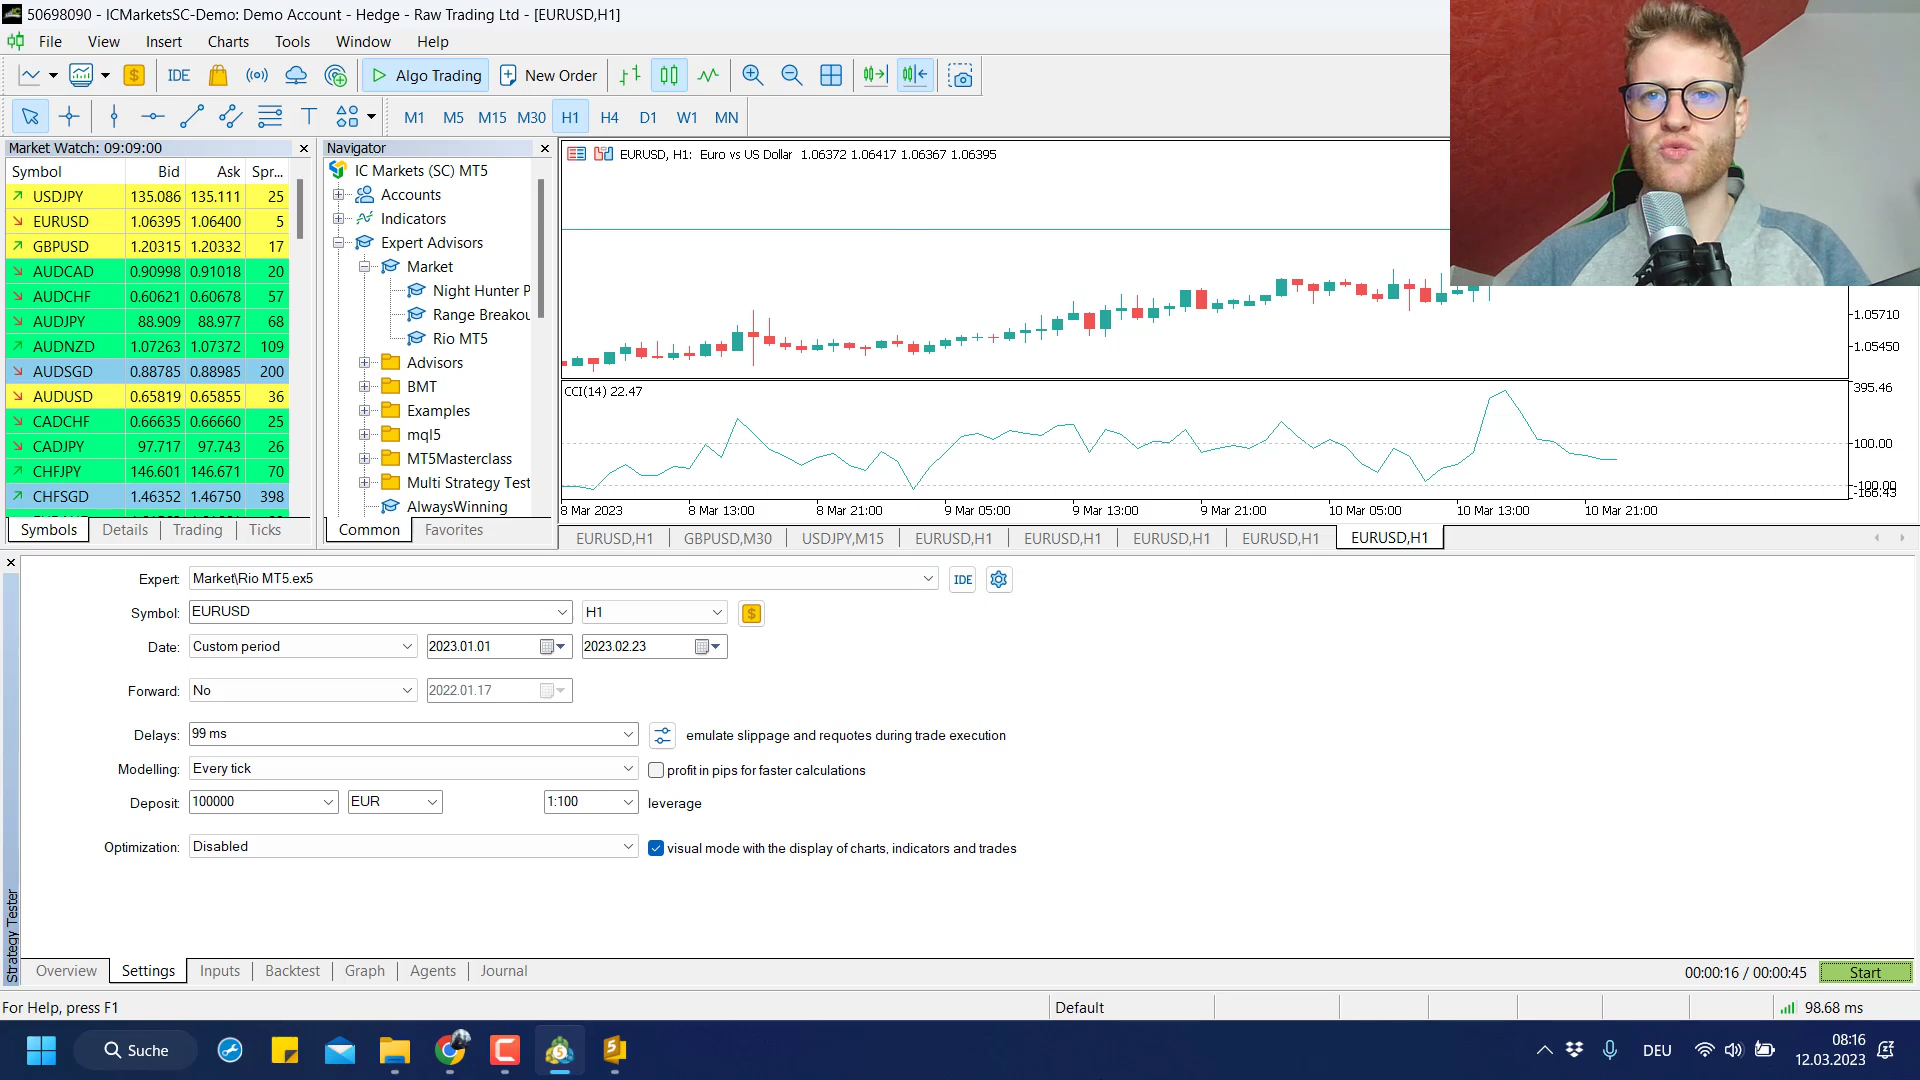 50698090 - ICMarketsSC-Demo: Demo Account - Hedge - Raw Trading Ltd - [EURUSD,H1]
File View Insert Charts Tools Window Help
IDE Algo Trading New Order
M1 M5 M15 M30 H1 H4 D1 W1 MN
Market Watch: 09:09:00
Symbol Bid Ask Spr...
USDJPY 135.086 135.111 25
EURUSD 1.06395 1.06400 5
GBPUSD 1.20315 1.20332 17
AUDCAD 0.90998 0.91018 20
AUDCHF 0.60621 0.60678 57
AUDJPY 88.909 88.977 68
AUDNZD 1.07263 1.07372 109
AUDSGD 0.88785 0.88985 200
AUDUSD 0.65819 0.65855 36
CADCHF 0.66635 0.66660 25
CADJPY 97.717 97.743 26
CHFJPY 146.601 146.671 70
CHFSGD 1.46352 1.46750 398
Symbols Details Trading Ticks
Navigator
IC Markets (SC) MT5
Accounts
Indicators
Expert Advisors
Market
Night Hunter P
Range Breakou
Rio MT5
Advisors
BMT
Examples
mql5
MT5Masterclass
Multi Strategy Test
AlwaysWinning
Common Favorites
EURUSD, H1: Euro vs US Dollar 1.06372 1.06417 1.06367 1.06395
1.05710
1.05450
CCI(14) 22.47
395.46
100.00
-100.00
-166.43
8 Mar 2023 8 Mar 13:00 8 Mar 21:00 9 Mar 05:00 9 Mar 13:00 9 Mar 21:00 10 Mar 05:00 10 Mar 13:00 10 Mar 21:00
EURUSD,H1 GBPUSD,M30 USDJPY,M15 EURUSD,H1 EURUSD,H1 EURUSD,H1 EURUSD,H1 EURUSD,H1
Expert: Market\Rio MT5.ex5 IDE
Symbol: EURUSD H1
Date: Custom period 2023.01.01 2023.02.23
Forward: No 2022.01.17
Delays: 99 ms emulate slippage and requotes during trade execution
Modelling: Every tick profit in pips for faster calculations
Deposit: 100000 EUR 1:100 leverage
Optimization: Disabled visual mode with the display of charts, indicators and trades
Strategy Tester
Overview Settings Inputs Backtest Graph Agents Journal
00:00:16 / 00:00:45 Start
For Help, press F1 Default 98.68 ms
Suche
DEU
08:16
12.03.2023